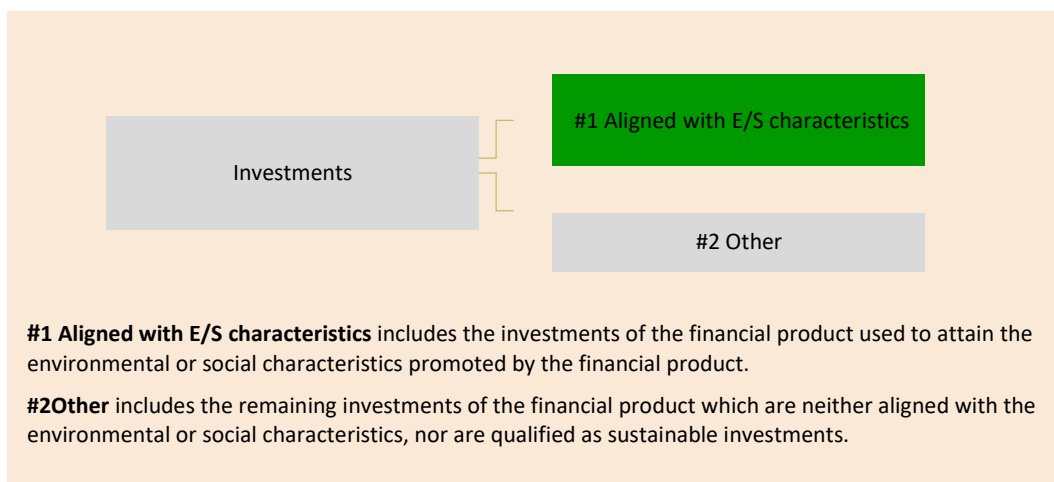 #1 Aligned with E/S characteristics
Investments
#2 Other
#1 Aligned with E/S characteristics includes the investments of the financial product used to attain the
environmental or social characteristics promoted by the financial product.
#2Other includes the remaining investments of the financial product which are neither aligned with the
environmental or social characteristics, nor are qualified as sustainable investments.